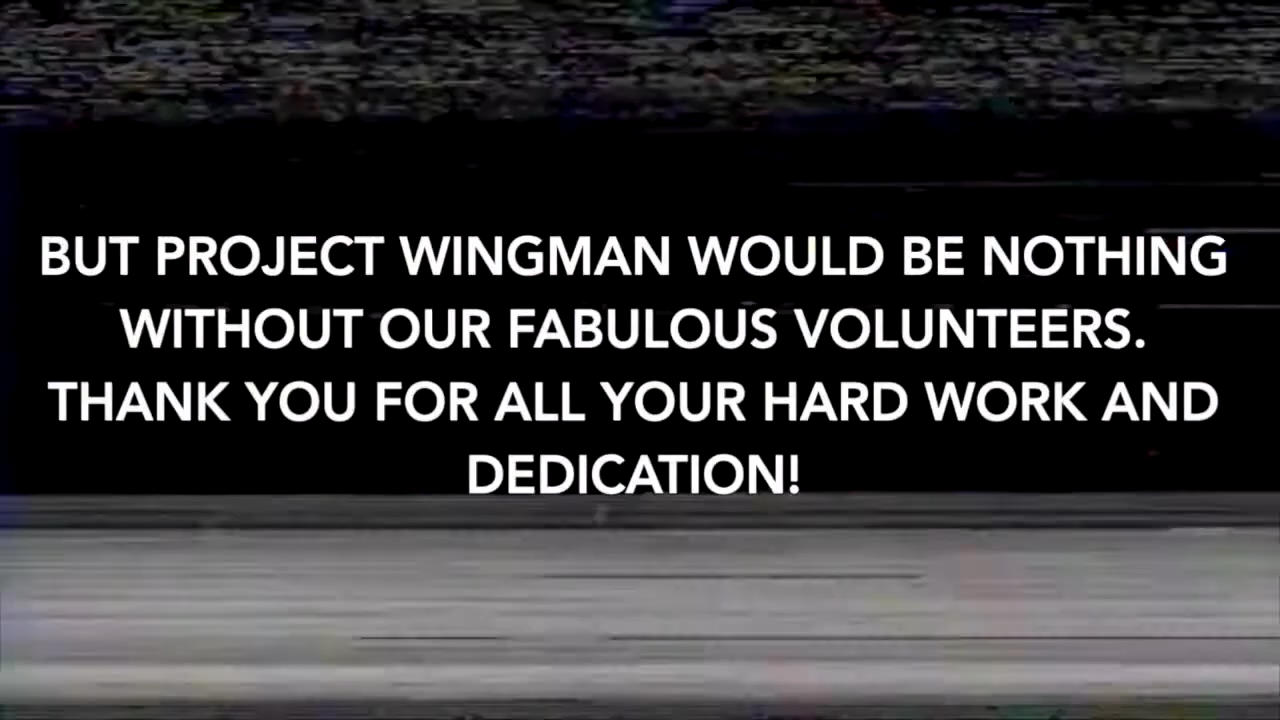 BUT PROJECT WINGMAN WOULD BE NOTHING
WITHOUT OUR FABULOUS VOLUNTEERS.
THANK YOU FOR ALL YOUR HARD WORK AND
DEDICATION!